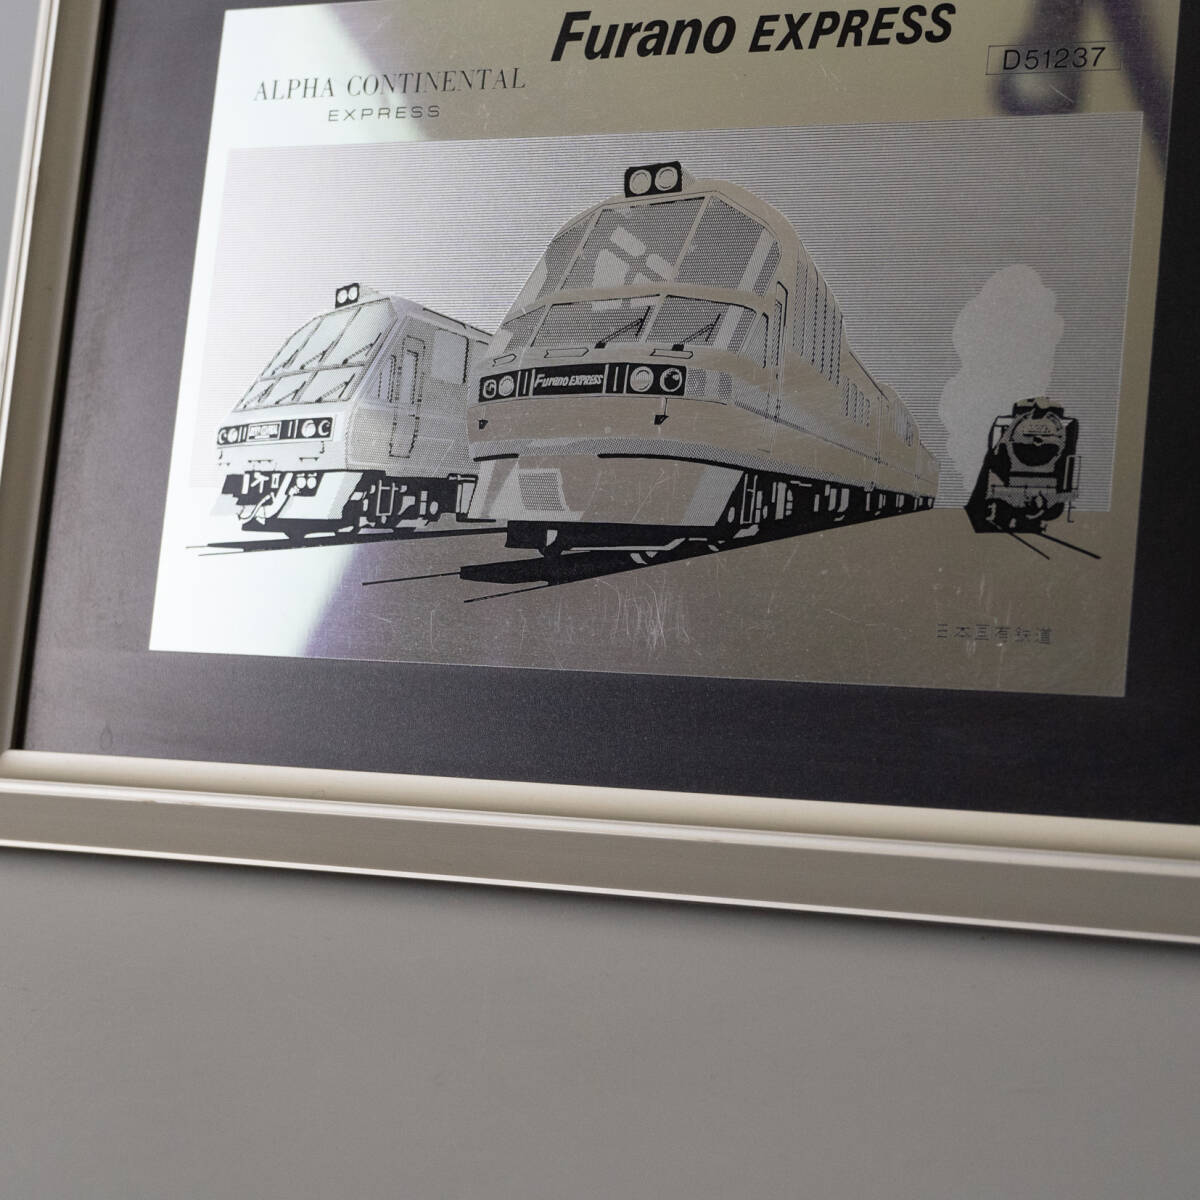 Furano EXPRESS
D51237
ALPHA CONTINENTAL
EXPRESS
Furano EXPRESS
日本国有鉄道